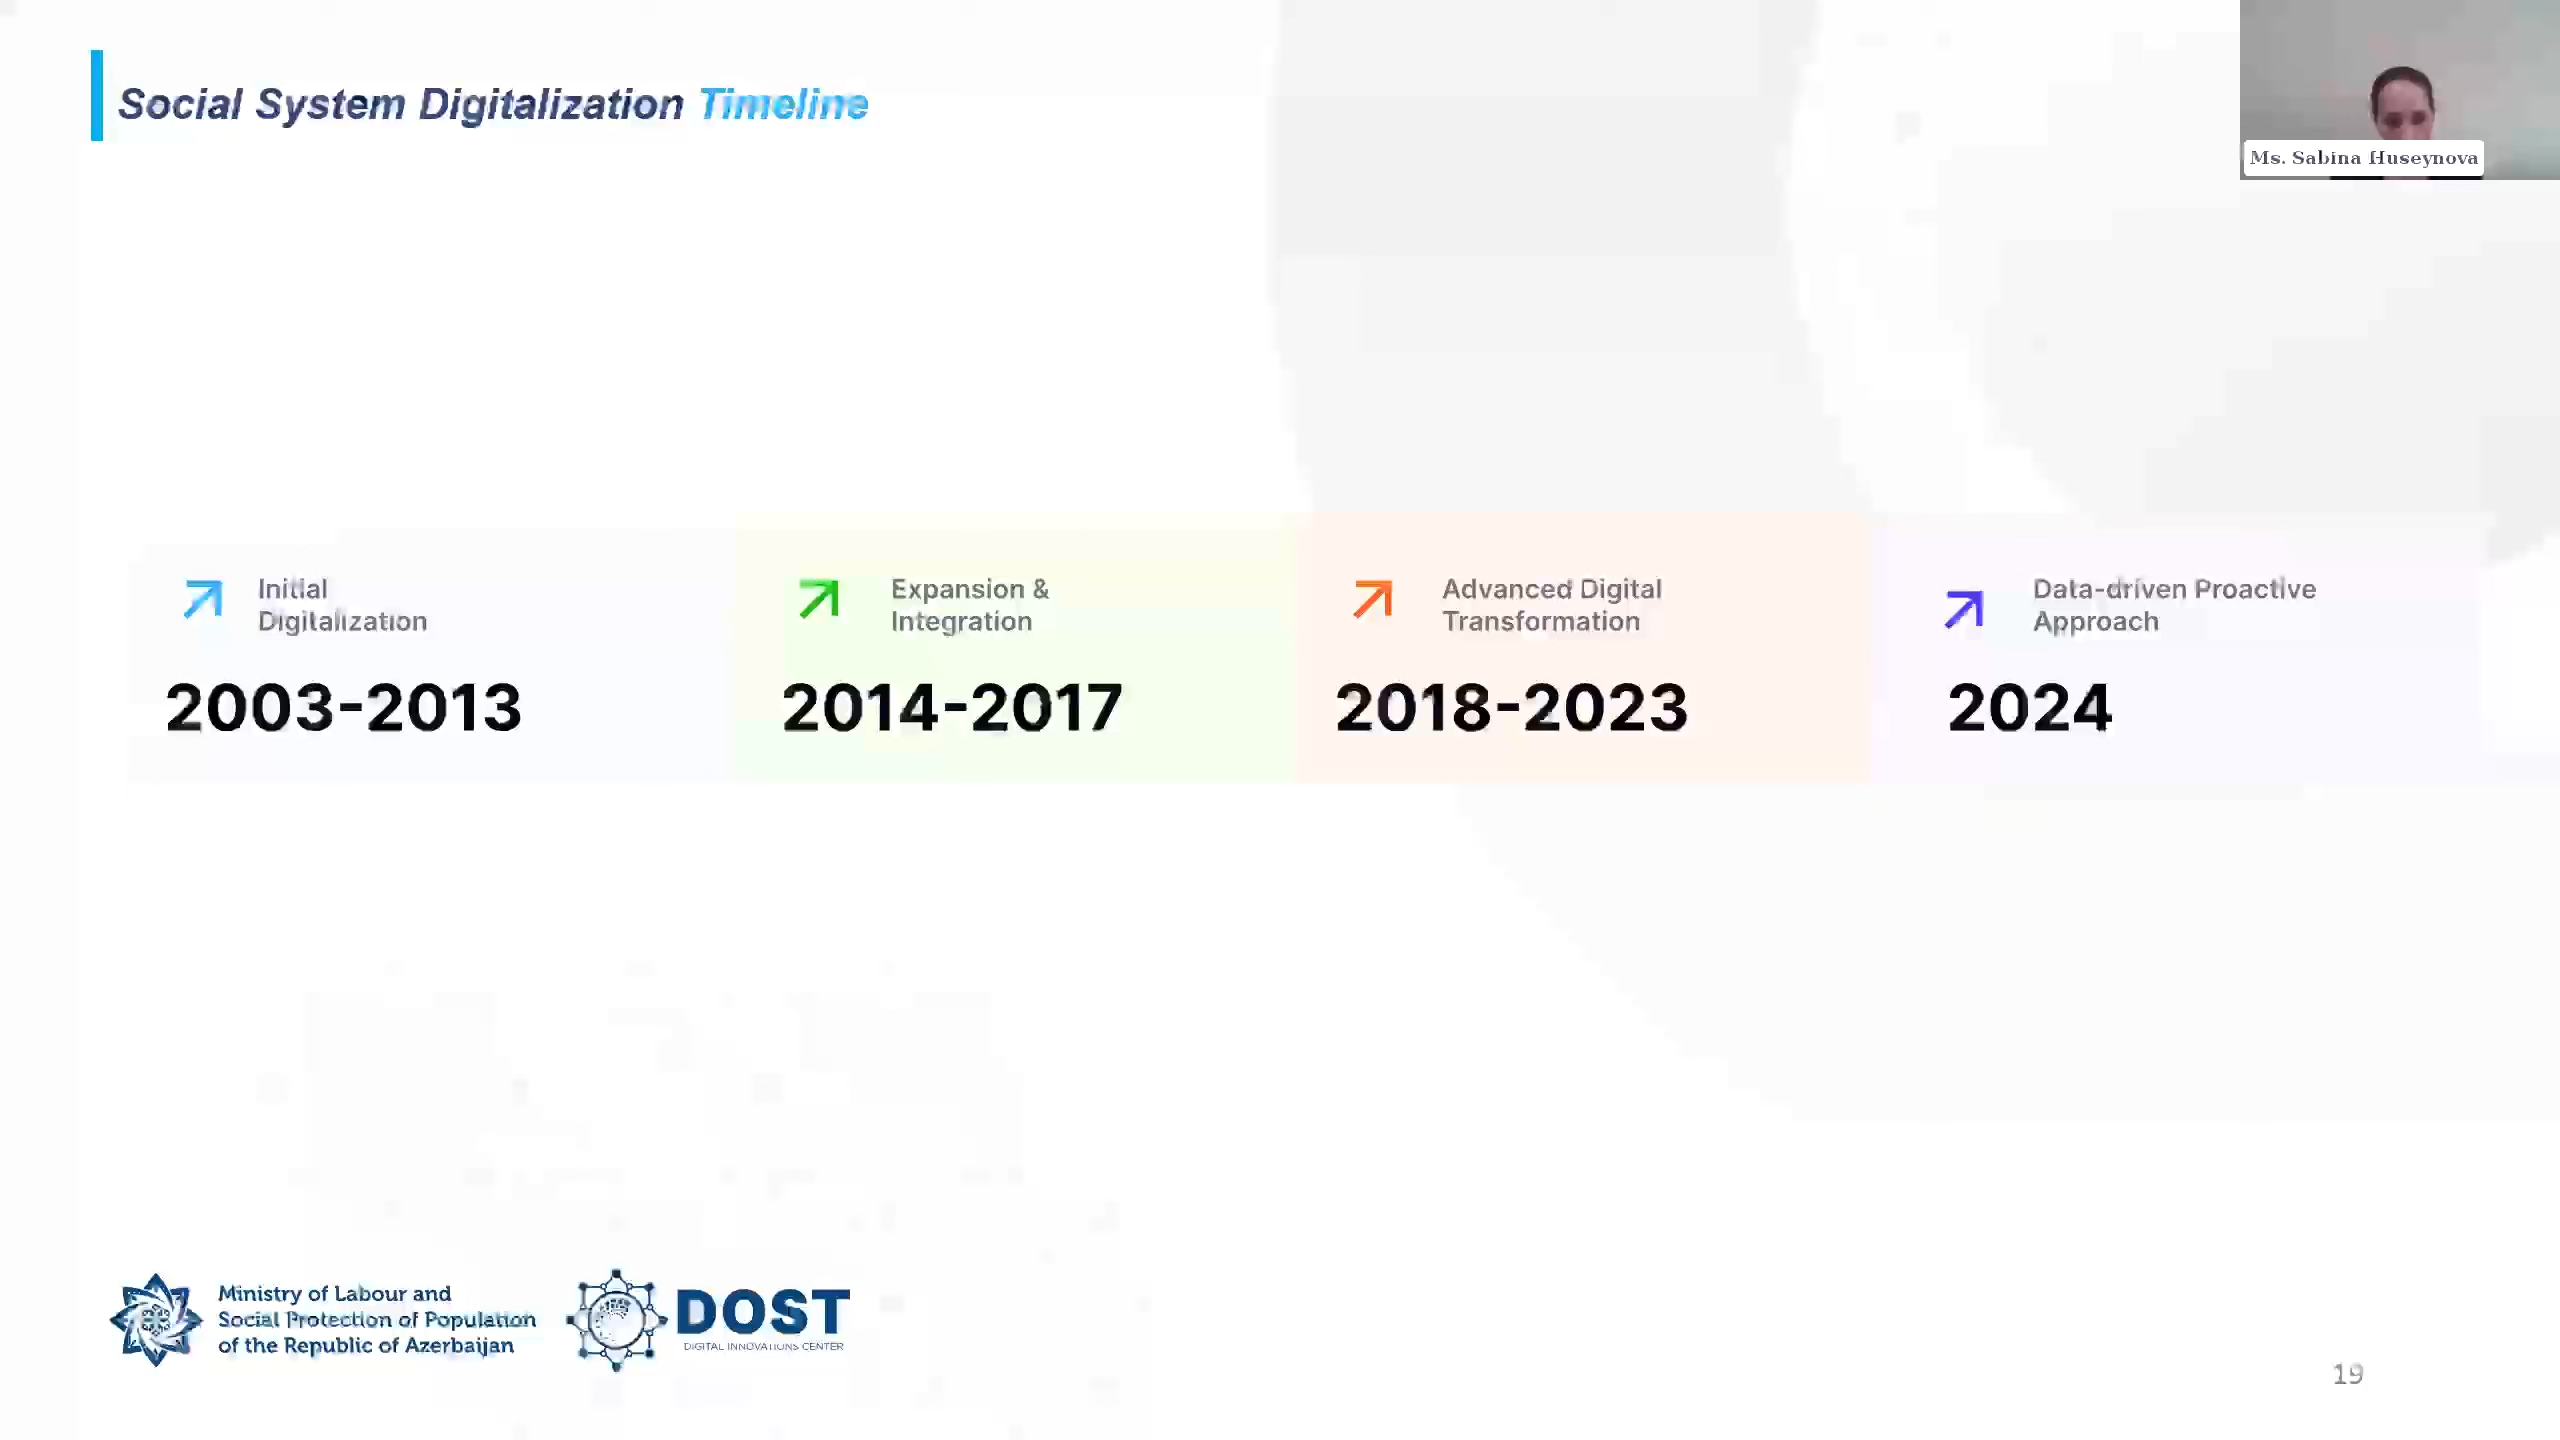 Social System Digitalization Timeline
Ms. Sabina Huseynova
Initial
Digitalization
2003-2013
Expansion &
Integration
2014-2017
Advanced Digital
Transformation
2018-2023
Data-driven Proactive
Approach
2024
Ministry of Labour and
Social Protection of Population
of the Republic of Azerbaijan
DOST
DIGITAL INNOVATIONS CENTER
19